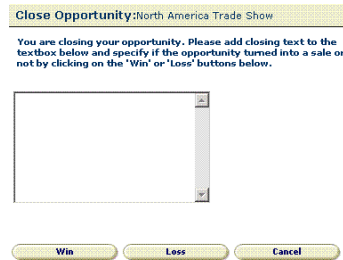 Close Opportunity:North America Trade Show
You are closing your opportunity. Please add closing text to the
textbox below and specify if the opportunity turned into a sale or
not by clicking on the 'Win' or 'Loss' buttons below.
Win Loss Cancel